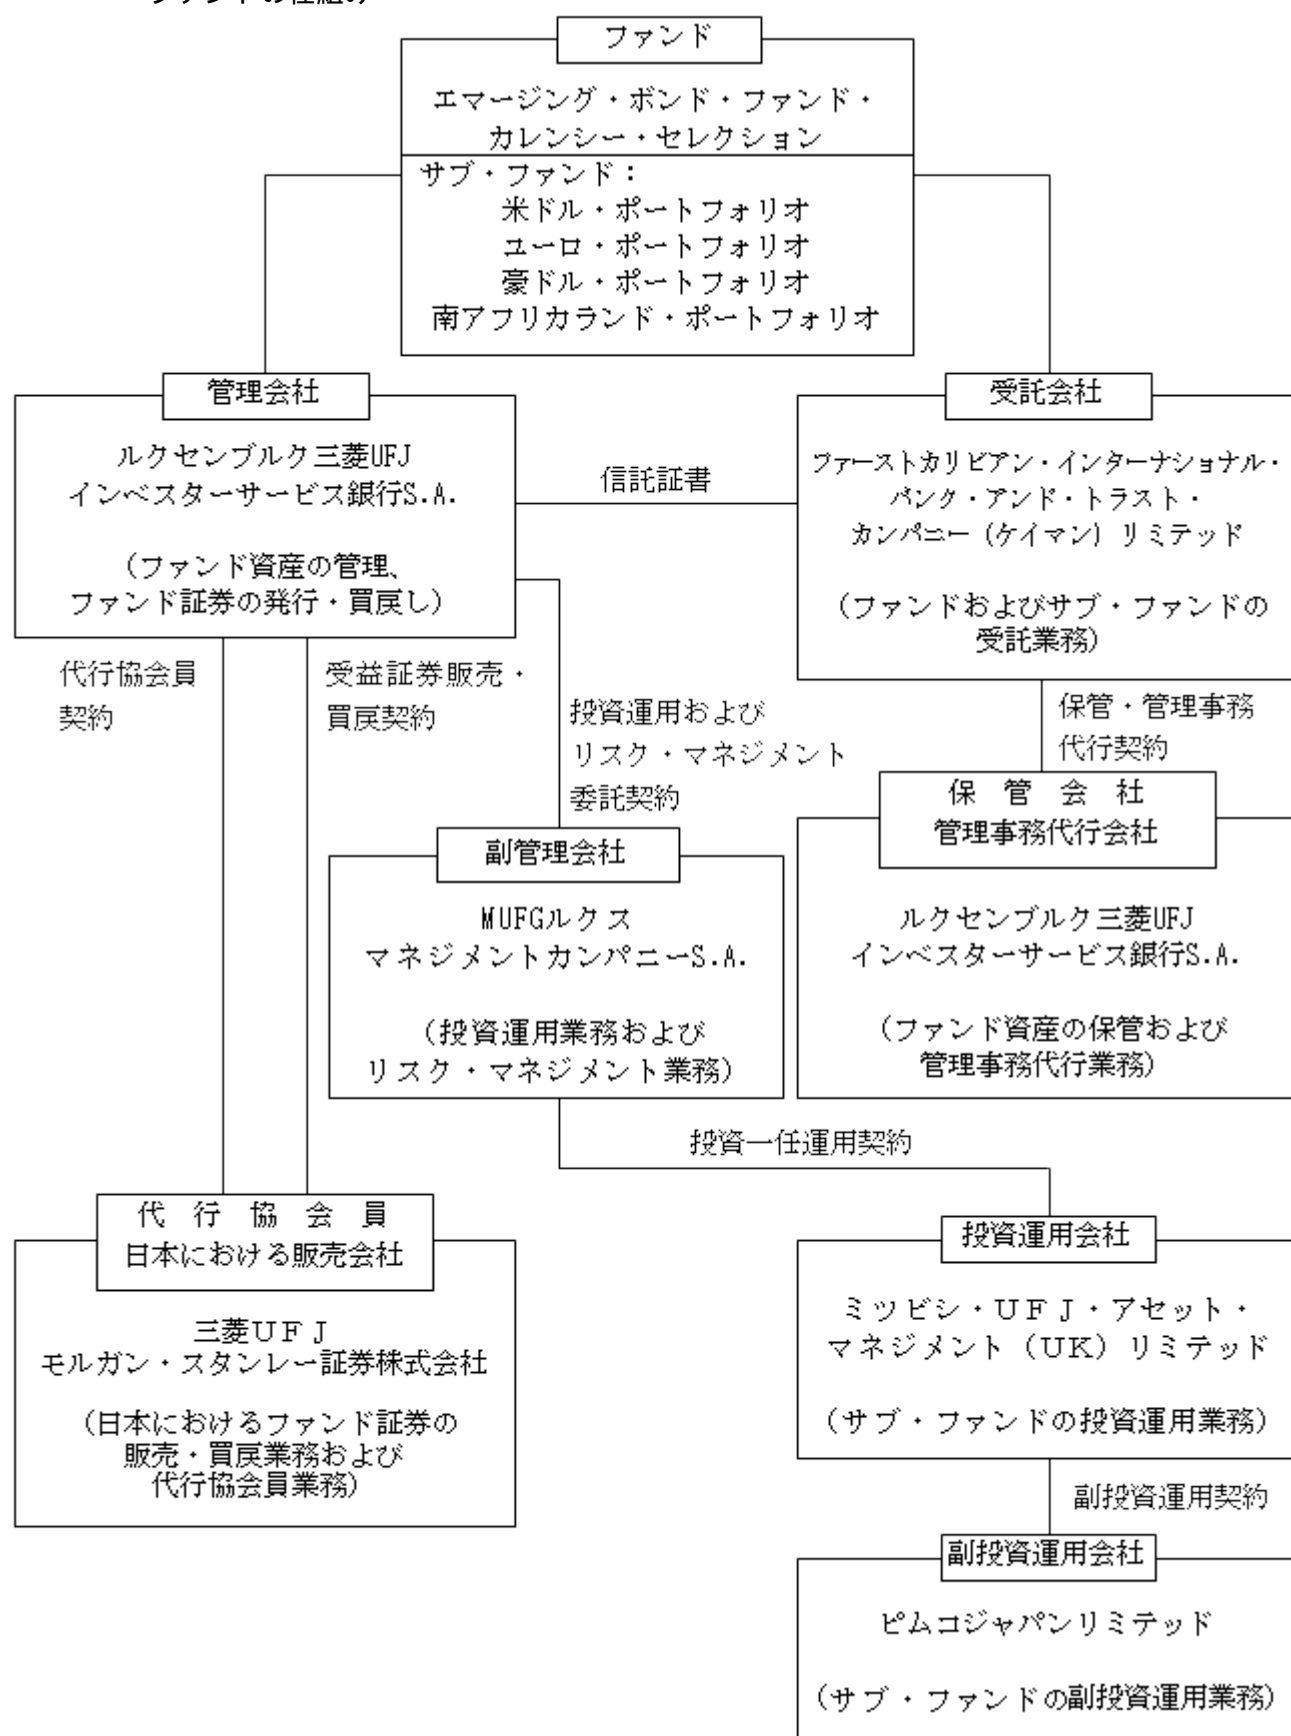 ファンドの仕組み
ファンド
エマージング・ボンド・ファンド・
カレンシー・セレクション
サブ・ファンド：
米ドル・ポートフォリオ
ユーロ・ポートフォリオ
豪ドル・ポートフォリオ
南アフリカランド・ポートフォリオ
管理会社
ルクセンブルク三菱UFJ
インベスターサービス銀行S.A.
（ファンド資産の管理、
ファンド証券の発行・買戻し）
信託証書
受託会社
ファーストカリビアン・インターナショナル・
バンク・アンド・トラスト・
カンパニー（ケイマン）リミテッド
（ファンドおよびサブ・ファンドの
受託業務）
代行協会員
契約
受益証券販売・
買戻契約
投資運用および
リスク・マネジメント
委託契約
保管・管理事務
代行契約
副管理会社
MUFGルクス
マネジメントカンパニーS.A.
（投資運用業務および
リスク・マネジメント業務）
保管会社
管理事務代行会社
ルクセンブルク三菱UFJ
インベスターサービス銀行S.A.
（ファンド資産の保管および
管理事務代行業務）
投資一任運用契約
代行協会員
日本における販売会社
三菱ＵＦＪ
モルガン・スタンレー証券株式会社
（日本におけるファンド証券の
販売・買戻業務および
代行協会員業務）
投資運用会社
ミツビシ・ＵＦＪ・アセット・
マネジメント（ＵＫ）リミテッド
（サブ・ファンドの投資運用業務）
副投資運用契約
副投資運用会社
ピムコジャパンリミテッド
（サブ・ファンドの副投資運用業務）